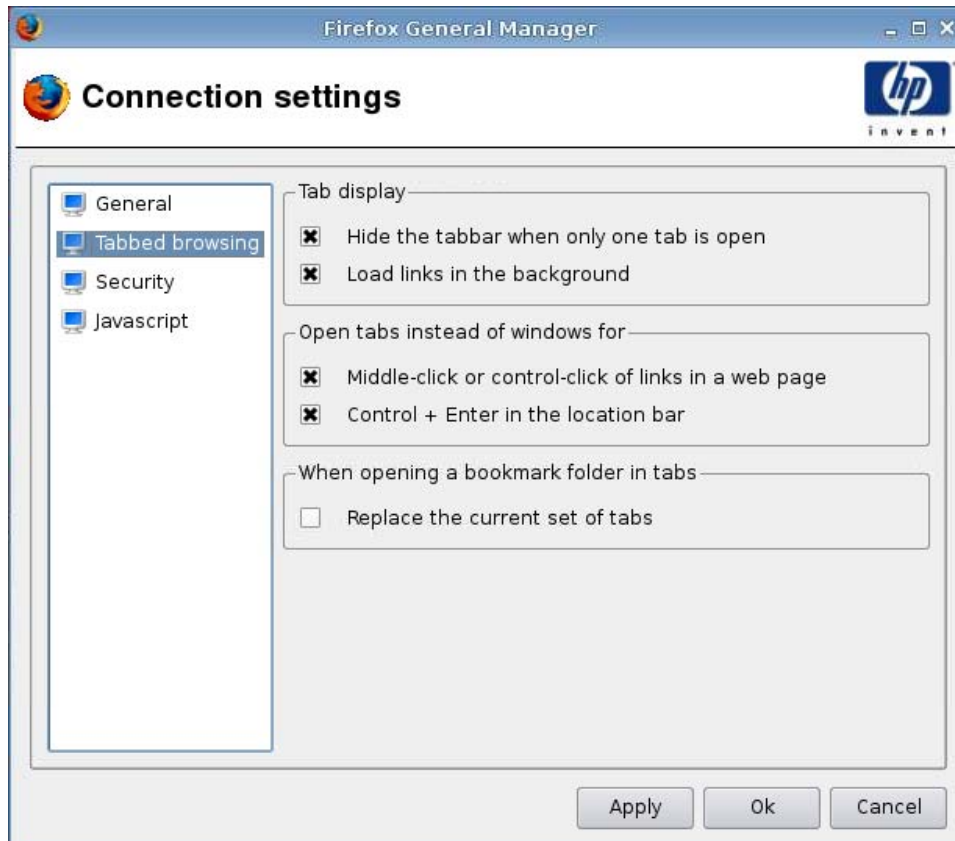 Firefox General Manager
Connection settings
hp
invent
General
Tabbed browsing
Security
Javascript
Tab display
Hide the tabbar when only one tab is open
Load links in the background
Open tabs instead of windows for
Middle-click or control-click of links in a web page
Control + Enter in the location bar
When opening a bookmark folder in tabs
Replace the current set of tabs
Apply
Ok
Cancel